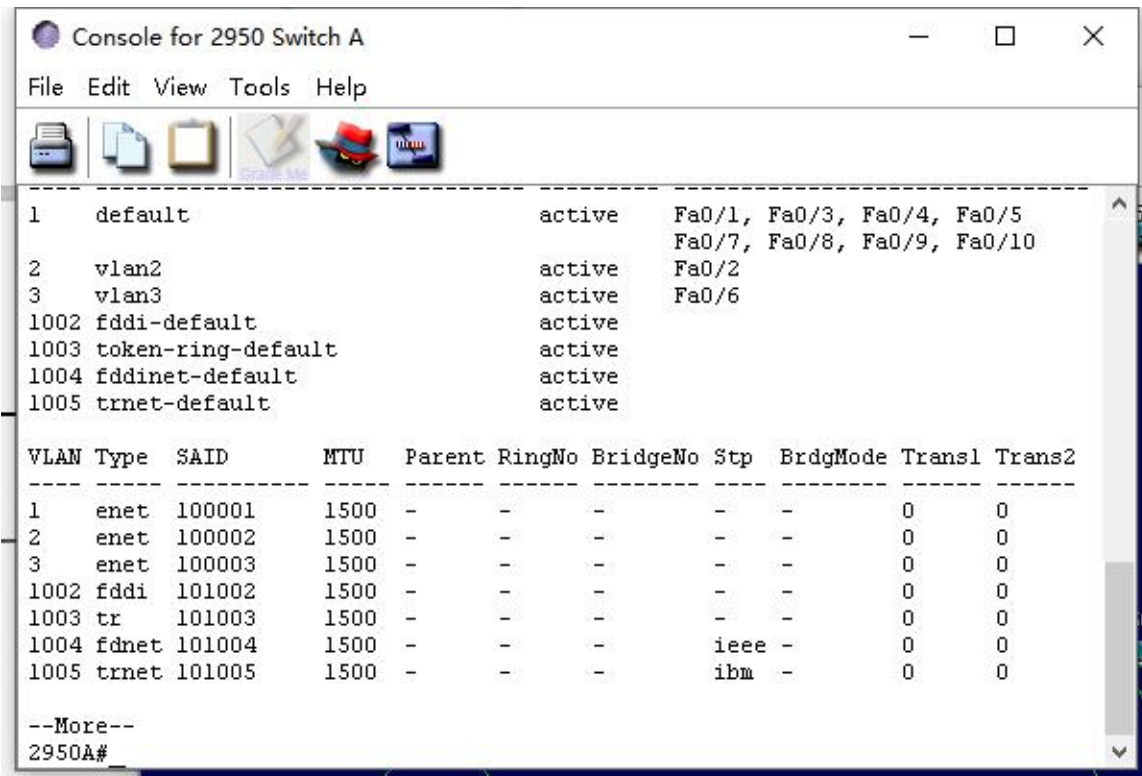 Console for 2950 Switch A
File Edit View Tools Help
Grade Me
---- -------------------------------- --------- -------------------------------
1    default                          active    Fa0/1, Fa0/3, Fa0/4, Fa0/5
                                                Fa0/7, Fa0/8, Fa0/9, Fa0/10
2    vlan2                            active    Fa0/2
3    vlan3                            active    Fa0/6
1002 fddi-default                     active
1003 token-ring-default               active
1004 fddinet-default                  active
1005 trnet-default                    active
VLAN Type  SAID       MTU   Parent RingNo BridgeNo Stp  BrdgMode Trans1 Trans2
---- ----- ---------- ----- ------ ------ -------- ---- -------- ------ ------
1    enet  100001     1500  -      -      -        -    -        0      0
2    enet  100002     1500  -      -      -        -    -        0      0
3    enet  100003     1500  -      -      -        -    -        0      0
1002 fddi  101002     1500  -      -      -        -    -        0      0
1003 tr    101003     1500  -      -      -        -    -        0      0
1004 fdnet 101004     1500  -      -      -        ieee -        0      0
1005 trnet 101005     1500  -      -      -        ibm  -        0      0
--More--
2950A#_